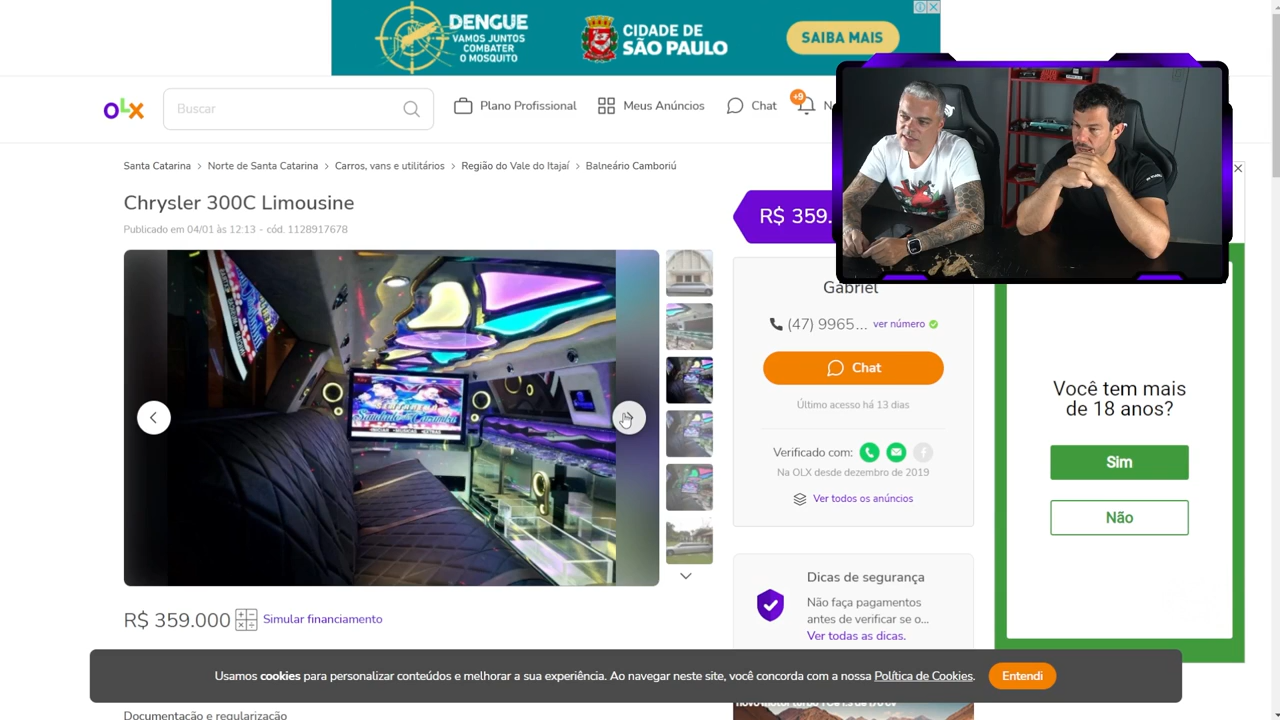 DENGUE
VAMOS JUNTOS
COMBATER
O MOSQUITO
CIDADE DE
SÃO PAULO
SAIBA MAIS
OLX
Buscar
Plano Profissional
Meus Anúncios
Chat
+9
N
Santa Catarina > Norte de Santa Catarina > Carros, vans e utilitários > Região do Vale do Itajaí > Balneário Camboriú
Chrysler 300C Limousine
Publicado em 04/01 às 12:13 - cód. 1128917678
R$ 359.
Gabriel
(47) 9965... ver número
Chat
Último acesso há 13 dias
Verificado com:
Na OLX desde dezembro de 2019
Ver todos os anúncios
Dicas de segurança
Não faça pagamentos
antes de verificar se o...
Ver todas as dicas.
Você tem mais
de 18 anos?
Sim
Não
R$ 359.000 Simular financiamento
Usamos cookies para personalizar conteúdos e melhorar a sua experiência. Ao navegar neste site, você concorda com a nossa Política de Cookies.
Entendi
Documentação e regularização